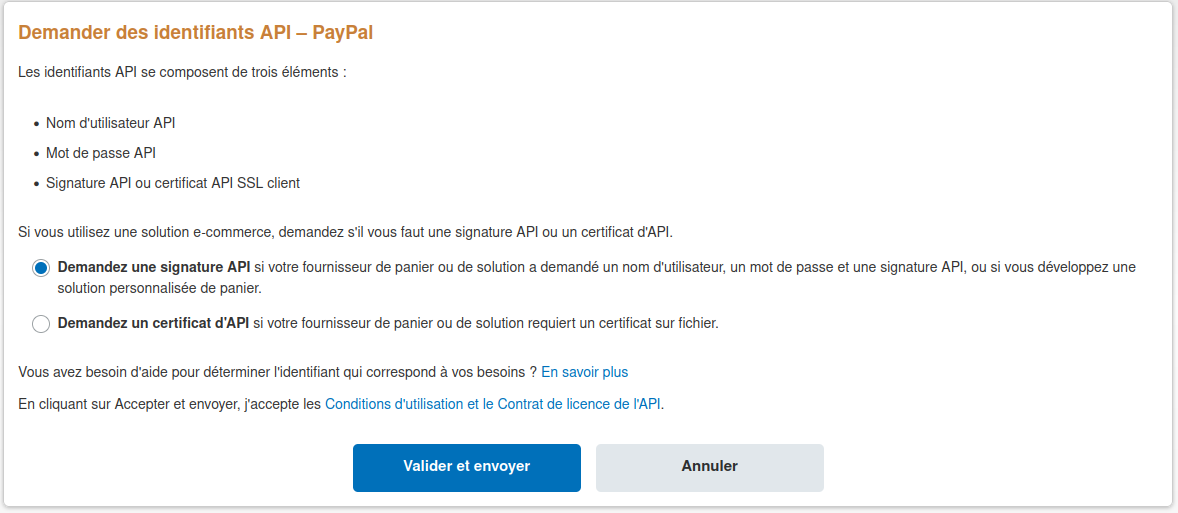 Demander des identifiants API – PayPal
Les identifiants API se composent de trois éléments :
• Nom d'utilisateur API
• Mot de passe API
• Signature API ou certificat API SSL client
Si vous utilisez une solution e-commerce, demandez s'il vous faut une signature API ou un certificat d'API.
Demandez une signature API si votre fournisseur de panier ou de solution a demandé un nom d'utilisateur, un mot de passe et une signature API, ou si vous développez une
solution personnalisée de panier.
Demandez un certificat d'API si votre fournisseur de panier ou de solution requiert un certificat sur fichier.
Vous avez besoin d'aide pour déterminer l'identifiant qui correspond à vos besoins ? En savoir plus
En cliquant sur Accepter et envoyer, j'accepte les Conditions d'utilisation et le Contrat de licence de l'API.
Valider et envoyer
Annuler